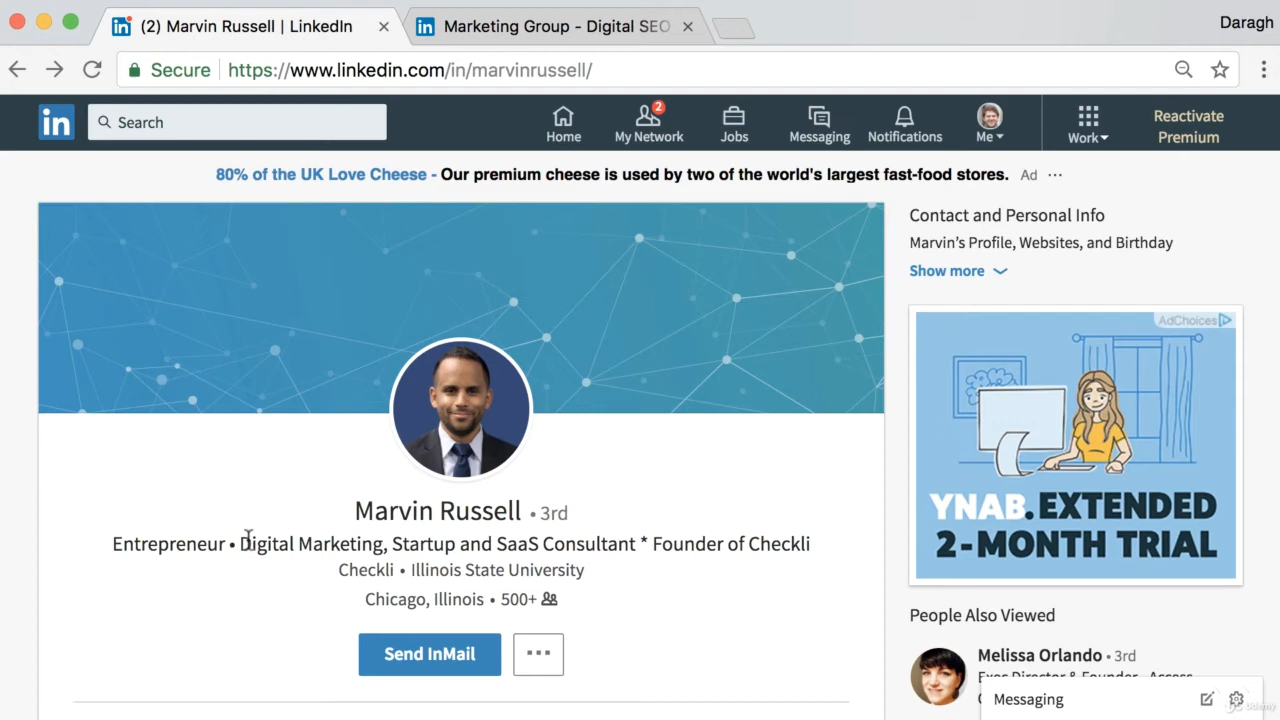 (2) Marvin Russell | LinkedIn
Marketing Group - Digital SEO
Daragh
Secure
https://www.linkedin.com/in/marvinrussell/
in
Search
Home
My Network
2
Jobs
Messaging
Notifications
Me
Work
Reactivate
Premium
80% of the UK Love Cheese - Our premium cheese is used by two of the world's largest fast-food stores. Ad ···
Contact and Personal Info
Marvin's Profile, Websites, and Birthday
Show more
AdChoices
YNAB. EXTENDED
2-MONTH TRIAL
Marvin Russell • 3rd
Entrepreneur • Digital Marketing, Startup and SaaS Consultant * Founder of Checkli
Checkli • Illinois State University
Chicago, Illinois • 500+
Send InMail
People Also Viewed
Melissa Orlando • 3rd
Exec Director & Founder - Access
Messaging
Udemy